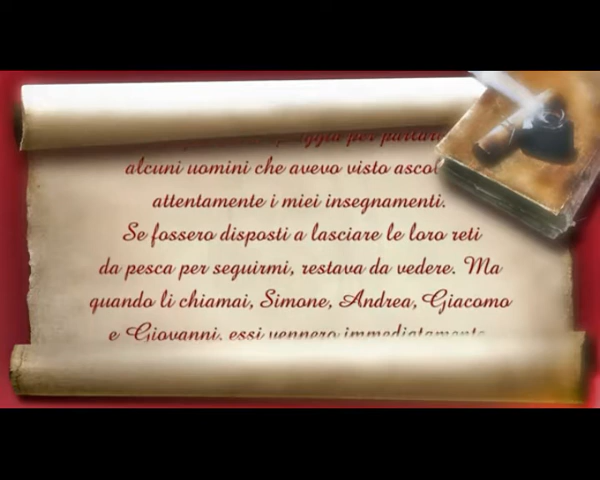 alcuni uomini che avevo visto
attentamente i miei insegnamenti.
Se fossero disposti a lasciare le loro reti
da pesca per seguirmi, restava da vedere. Ma
quando li chiamai, Simone, Andrea, Giacomo
e Giovanni, essi vennero immediatamente